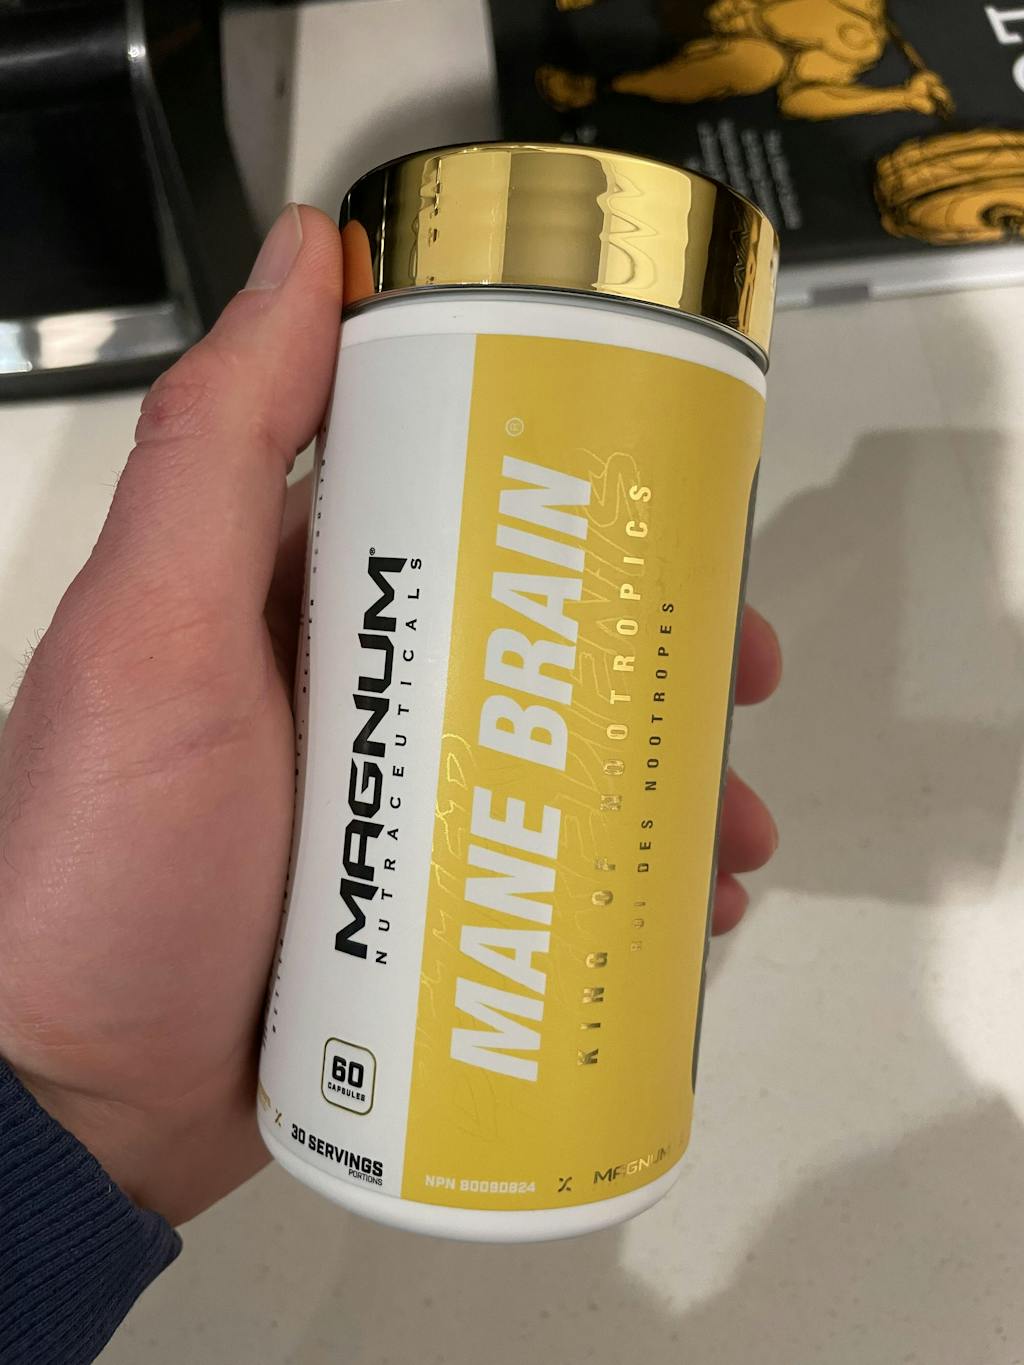 MAGNUM®
NUTRACEUTICALS
MANE BRAIN®
KING OF NOOTROPICS
ROI DES NOOTROPES
60
CAPSULES
30 SERVINGS
PORTIONS
NPN 80090824
MAGNUM